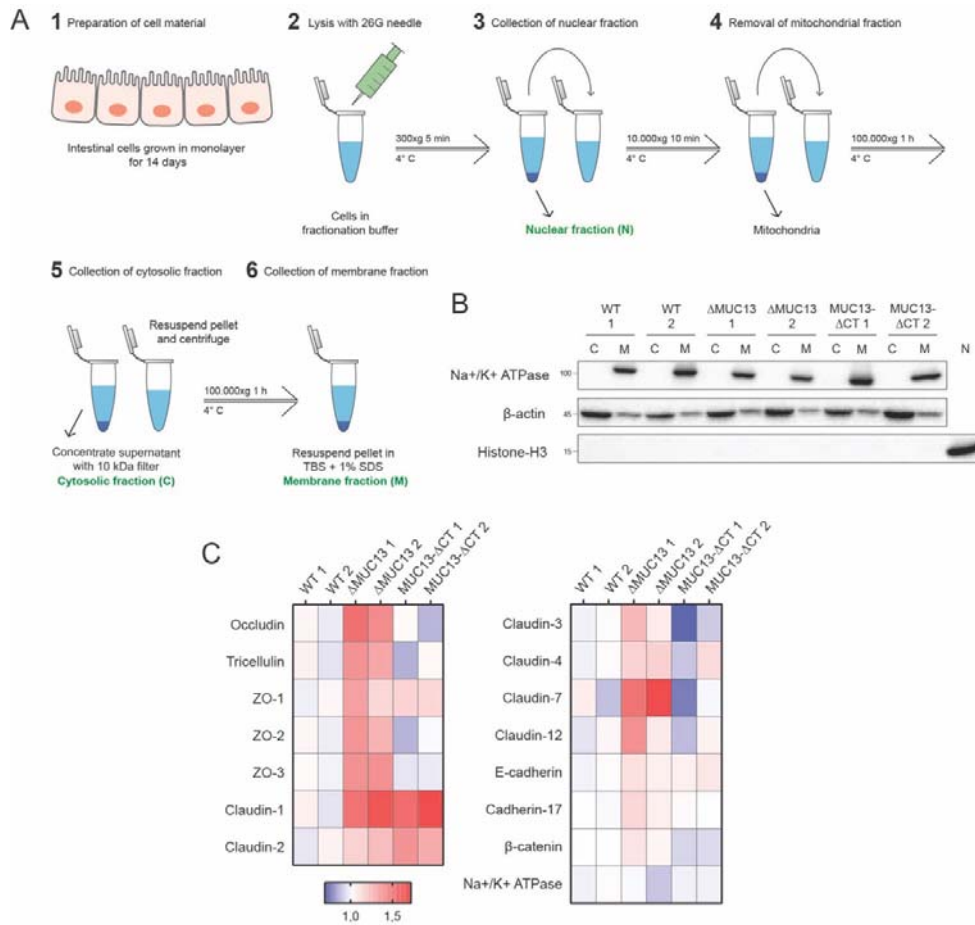 A
1 Preparation of cell material
2 Lysis with 26G needle
3 Collection of nuclear fraction
4 Removal of mitochondrial fraction
Intestinal cells grown in monolayer
for 14 days
300xg 5 min
4° C
10.000xg 10 min
4° C
100.000xg 1 h
4° C
Cells in
fractionation buffer
Nuclear fraction (N)
Mitochondria
5 Collection of cytosolic fraction
6 Collection of membrane fraction
Resuspend pellet
and centrifuge
100.000xg 1 h
4° C
Concentrate supernatant
with 10 kDa filter
Cytosolic fraction (C)
Resuspend pellet in
TBS + 1% SDS
Membrane fraction (M)
B
WT
1
WT
2
ΔMUC13
1
ΔMUC13
2
MUC13-
ΔCT 1
MUC13-
ΔCT 2
C M C M C M C M C M C M N
Na+/K+ ATPase 100
β-actin 45
Histone-H3 15
C
WT 1
WT 2
ΔMUC13 1
ΔMUC13 2
MUC13-ΔCT 1
MUC13-ΔCT 2
Occludin
Tricellulin
ZO-1
ZO-2
ZO-3
Claudin-1
Claudin-2
1,0 1,5
WT 1
WT 2
ΔMUC13 1
ΔMUC13 2
MUC13-ΔCT 1
MUC13-ΔCT 2
Claudin-3
Claudin-4
Claudin-7
Claudin-12
E-cadherin
Cadherin-17
β-catenin
Na+/K+ ATPase